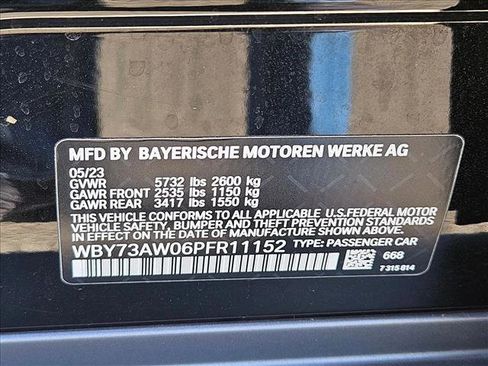 MFD BY BAYERISCHE MOTOREN WERKE AG
05/23
GVWR 5732 lbs 2600 kg
GAWR FRONT 2535 lbs 1150 kg
GAWR REAR 3417 lbs 1550 kg
THIS VEHICLE CONFORMS TO ALL APPLICABLE U.S.FEDERAL MOTOR
VEHICLE SAFETY, BUMPER AND THEFT PREVENTION STANDARDS
IN EFFECT ON THE DATE OF MANUFACTURE SHOWN ABOVE.
WBY73AW06PFR11152 TYPE: PASSENGER CAR
668
7 315 814